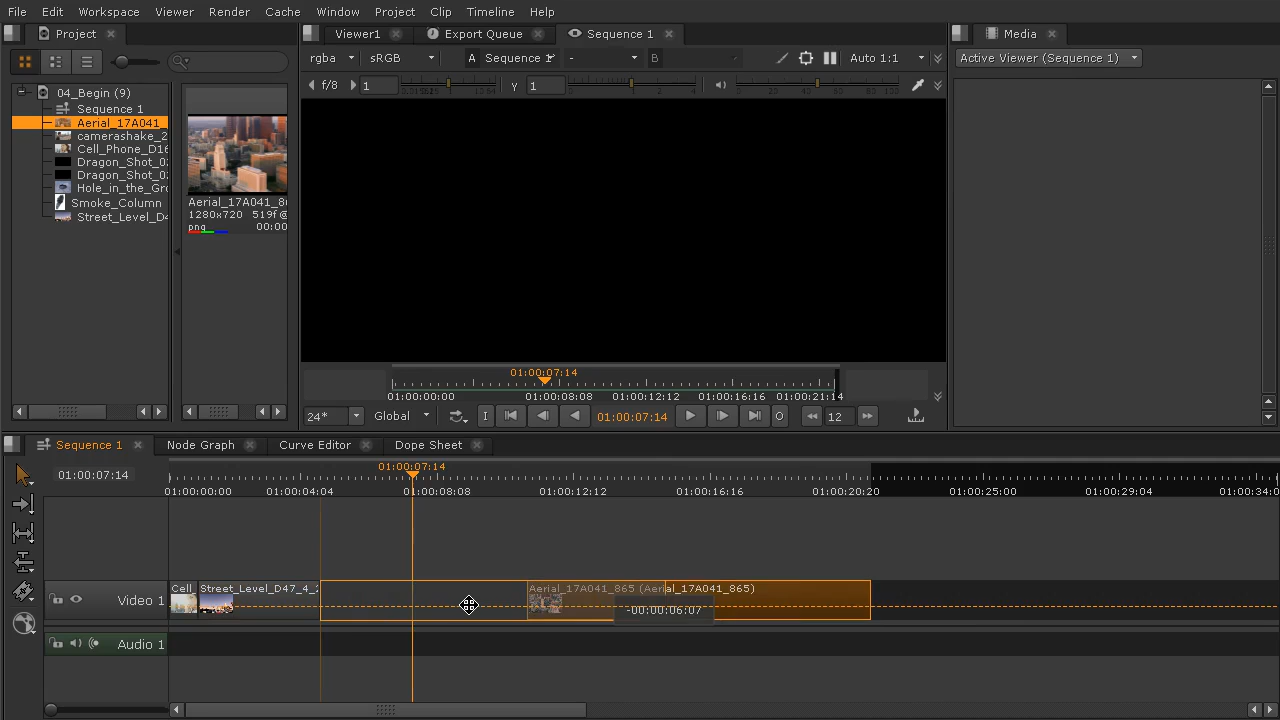 File Edit Workspace Viewer Render Cache Window Project Clip Timeline Help
Project
Viewer1 Export Queue Sequence 1
Media
rgba sRGB A Sequence 1 - B Auto 1:1
Active Viewer (Sequence 1)
f/8 1 γ 1
04_Begin (9)
Sequence 1
Aerial_17A041_
camerashake_2
Cell_Phone_D16
Dragon_Shot_02
Dragon_Shot_02
Hole_in_the_Gro
Smoke_Column
Street_Level_D4
Aerial_17A041_8
1280x720 519f@
png 00:00
01:00:07:14
01:00:00:00 01:00:08:08 01:00:12:12 01:00:16:16 01:00:21:14
24* Global I 01:00:07:14 O 12
Sequence 1 Node Graph Curve Editor Dope Sheet
01:00:07:14 01:00:07:14
01:00:00:00 01:00:04:04 01:00:08:08 01:00:12:12 01:00:16:16 01:00:20:20 01:00:25:00 01:00:29:04 01:00:34:0
Cell_ Street_Level_D47_4_2 Aerial_17A041_865 (Aerial_17A041_865)
Video 1
-00:00:06:07
Audio 1